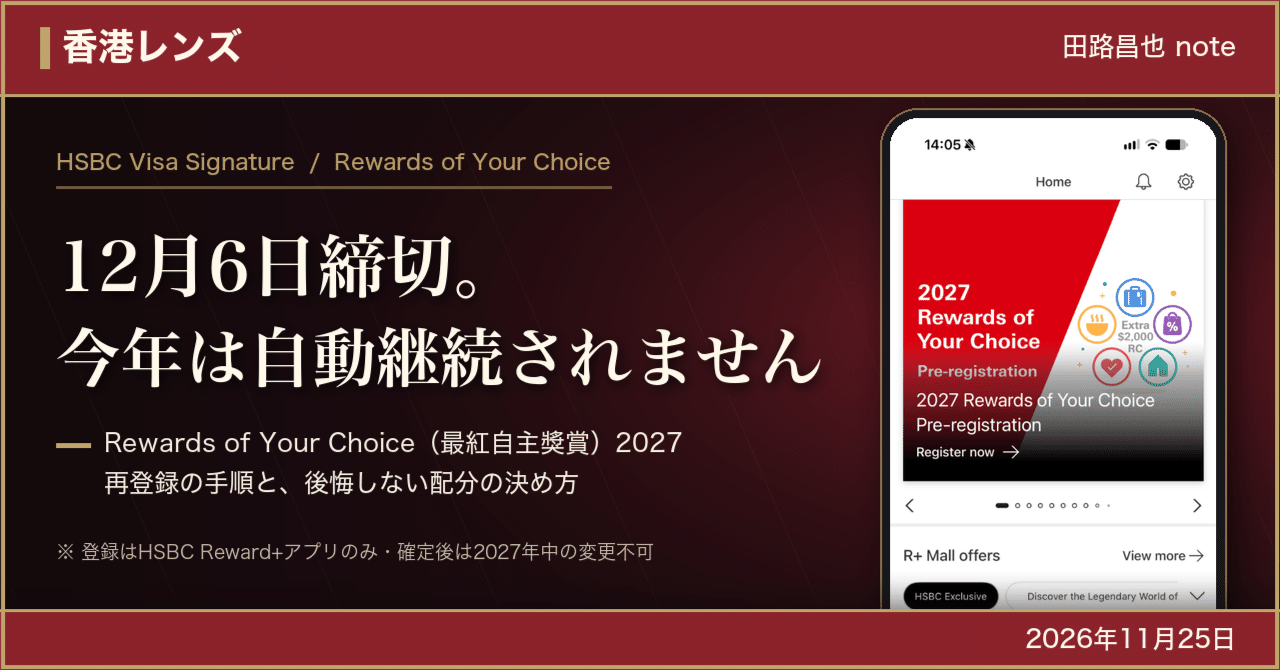 香港レンズ
田路昌也 note
HSBC Visa Signature / Rewards of Your Choice
12月6日締切。
今年は自動継続されません
Rewards of Your Choice（最紅自主獎賞）2027
再登録の手順と、後悔しない配分の決め方
※ 登録はHSBC Reward+アプリのみ・確定後は2027年中の変更不可
14:05
Home
2027
Rewards of
Your Choice
Pre-registration
Extra
$2,000
RC
%
2027 Rewards of Your Choice
Pre-registration
Register now →
R+ Mall offers
View more →
HSBC Exclusive
Discover the Legendary World of
2026年11月25日